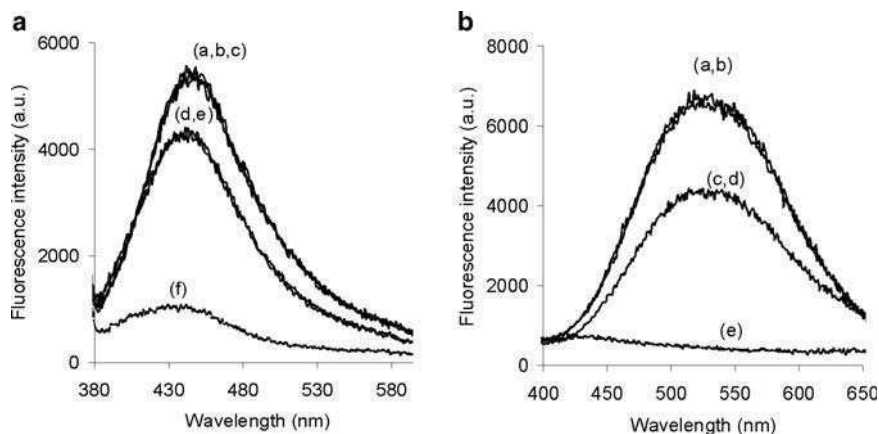 a
b
6000
4000
2000
0
Fluorescence intensity (a.u.)
(a,b,c)
(d,e)
(f)
380
430
480
530
580
Wavelength (nm)
8000
6000
4000
2000
0
Fluorescence intensity (a.u.)
(a,b)
(c,d)
(e)
400
450
500
550
600
650
Wavelength (nm)